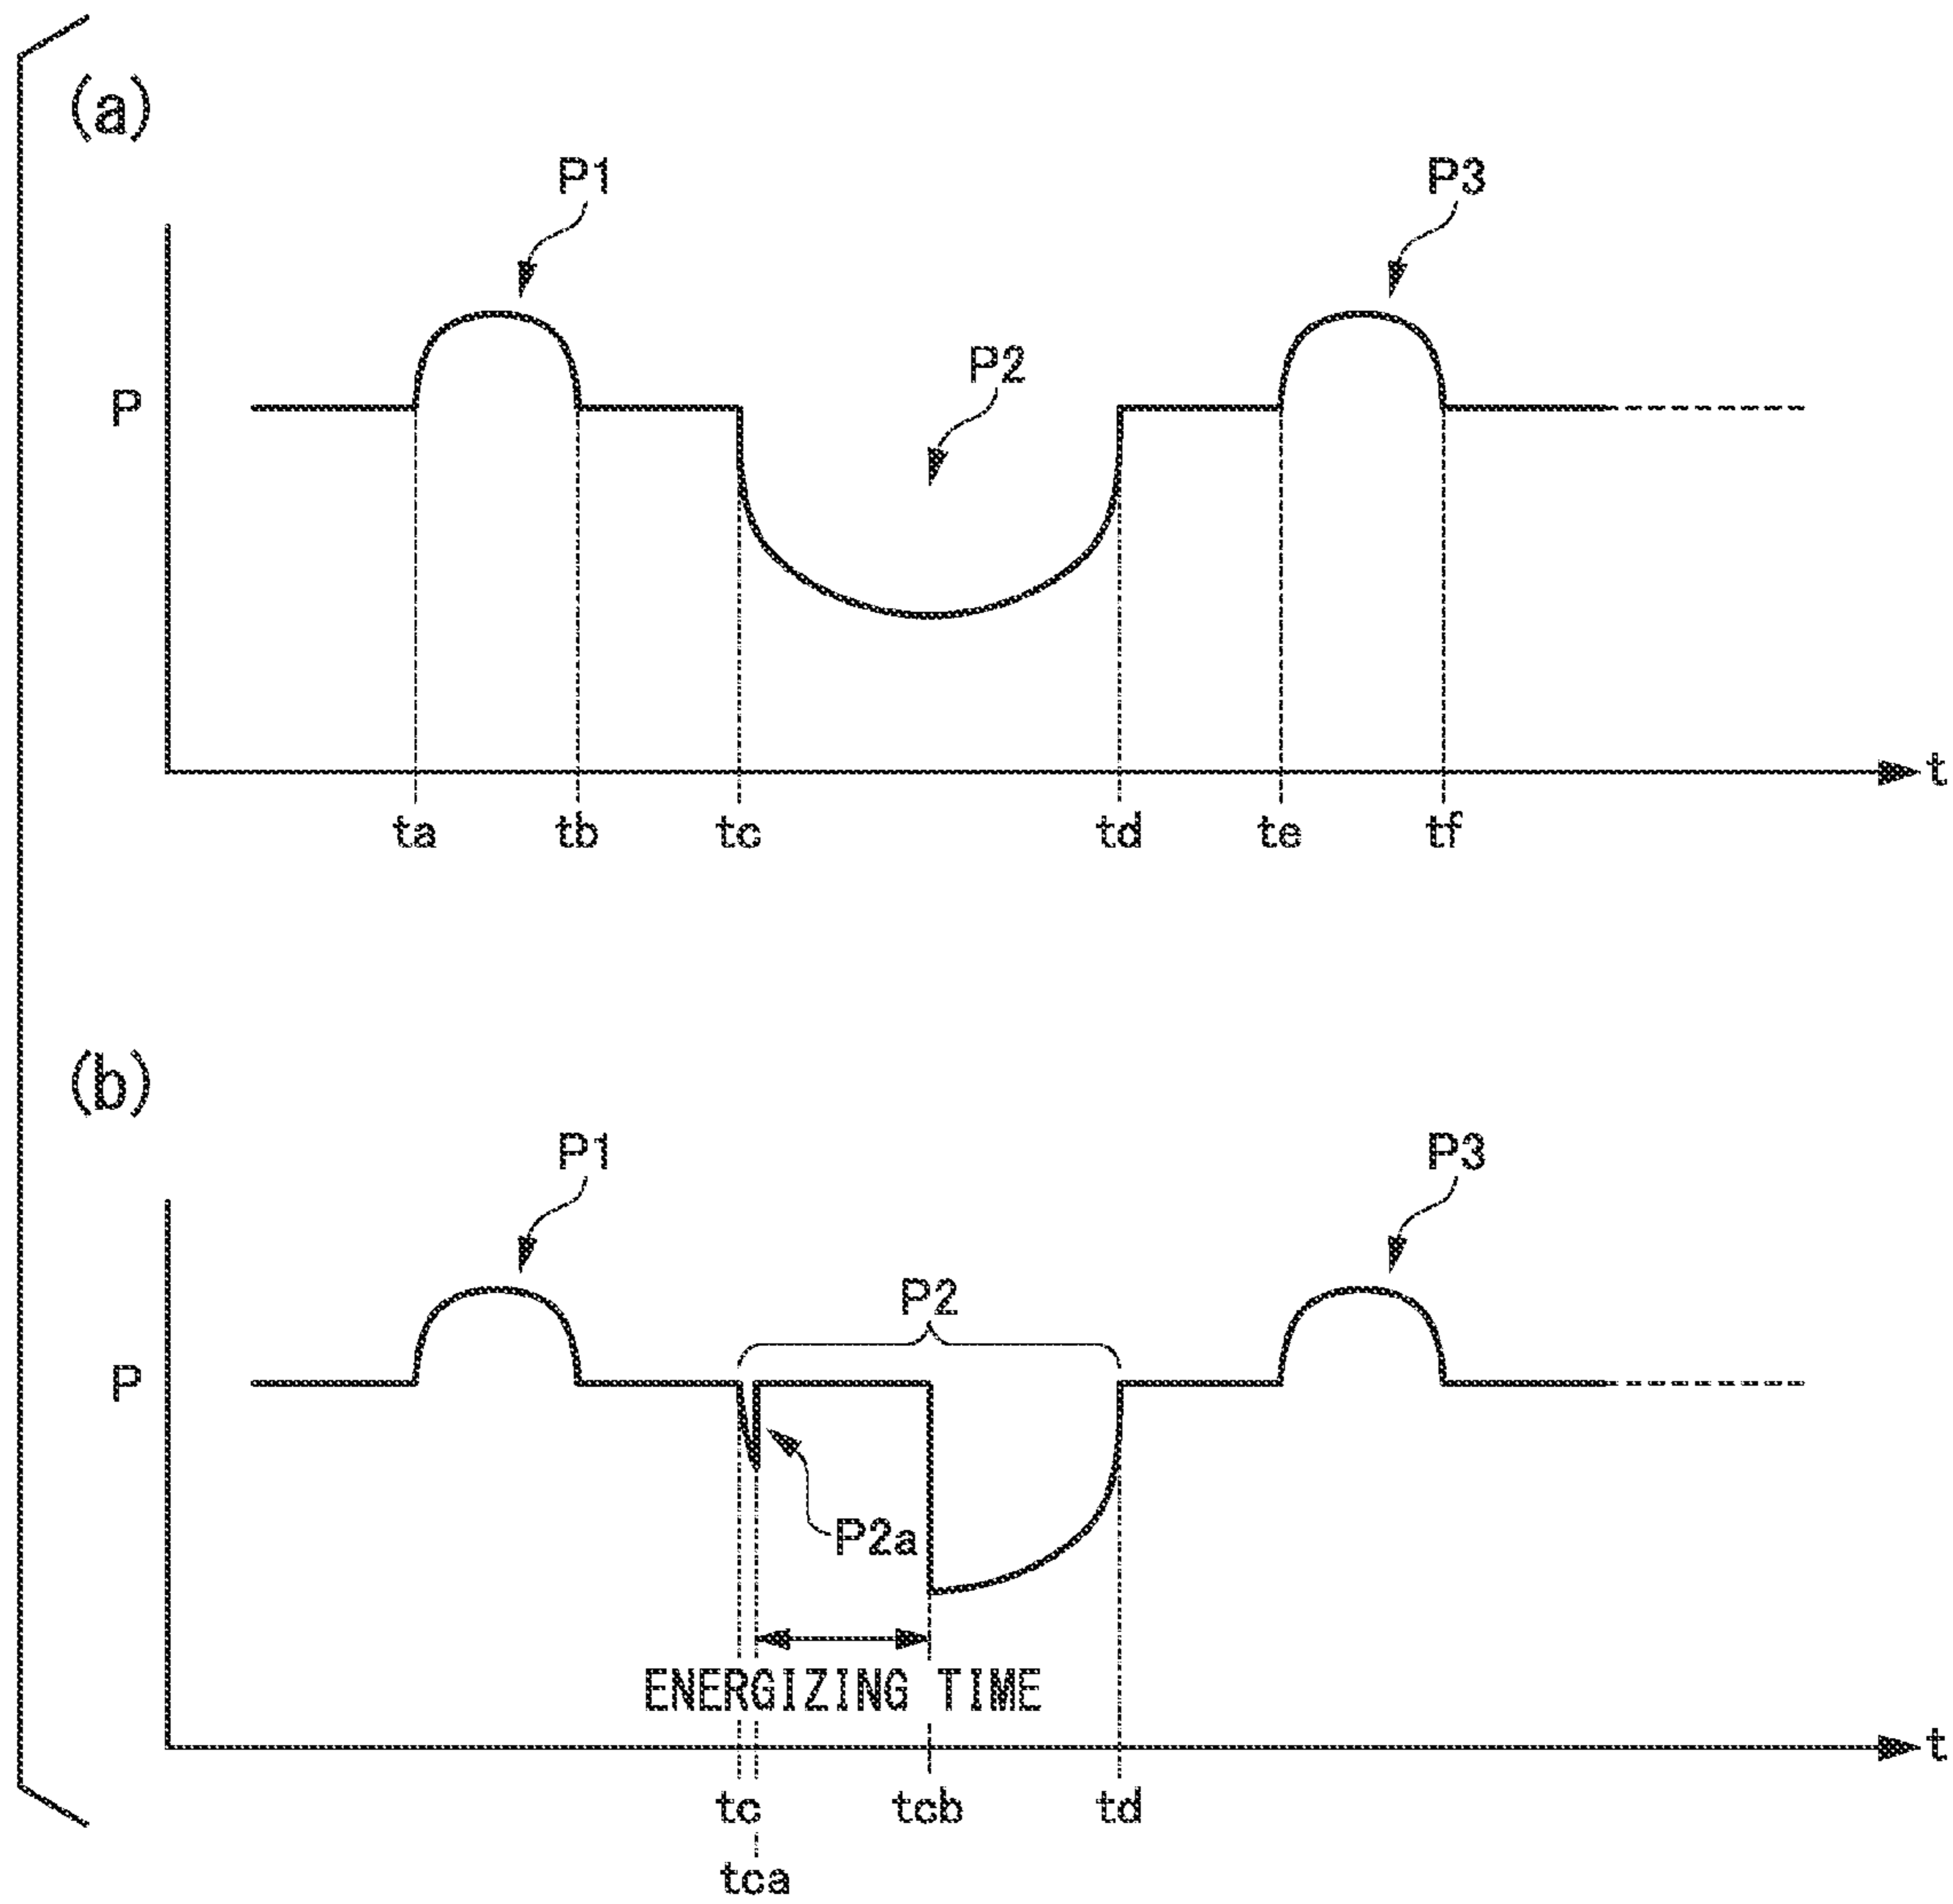 (a)
P1
P3
P2
P
t
ta tb tc td te tf
(b)
P1
P3
P2
P
P2a
ENERGIZING TIME
t
tc tcb td
tca